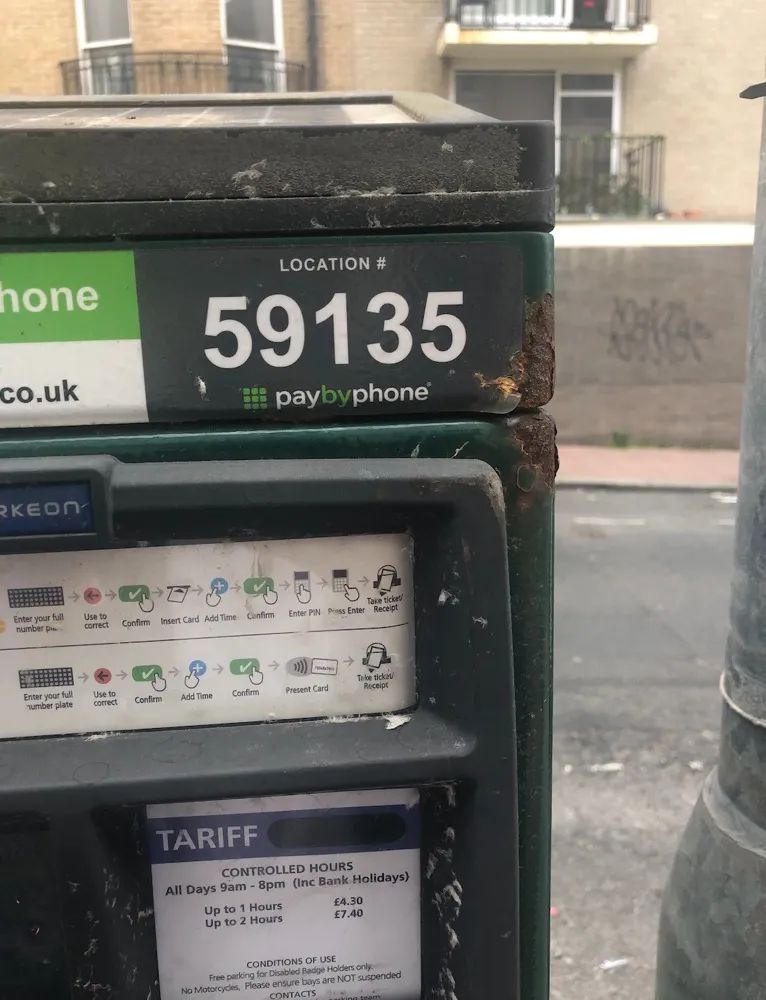 hone
co.uk
LOCATION #
59135
paybyphone
RKEON
Enter your full
number
Use to
correct
Confirm
Insert Card
Add Time
Confirm
Enter PIN
Press Enter
Take ticket/
Receipt
Enter your full
number plate
Use to
correct
Confirm
Add Time
Confirm
Present Card
Take ticket/
Receipt
TARIFF
CONTROLLED HOURS
All Days 9am - 8pm (Inc Bank Holidays)
Up to 1 Hours £4.30
Up to 2 Hours £7.40
CONDITIONS OF USE
Free parking for Disabled Badge Holders only.
No Motorcycles, Please ensure bays are NOT suspended
CONTACTS
parking team